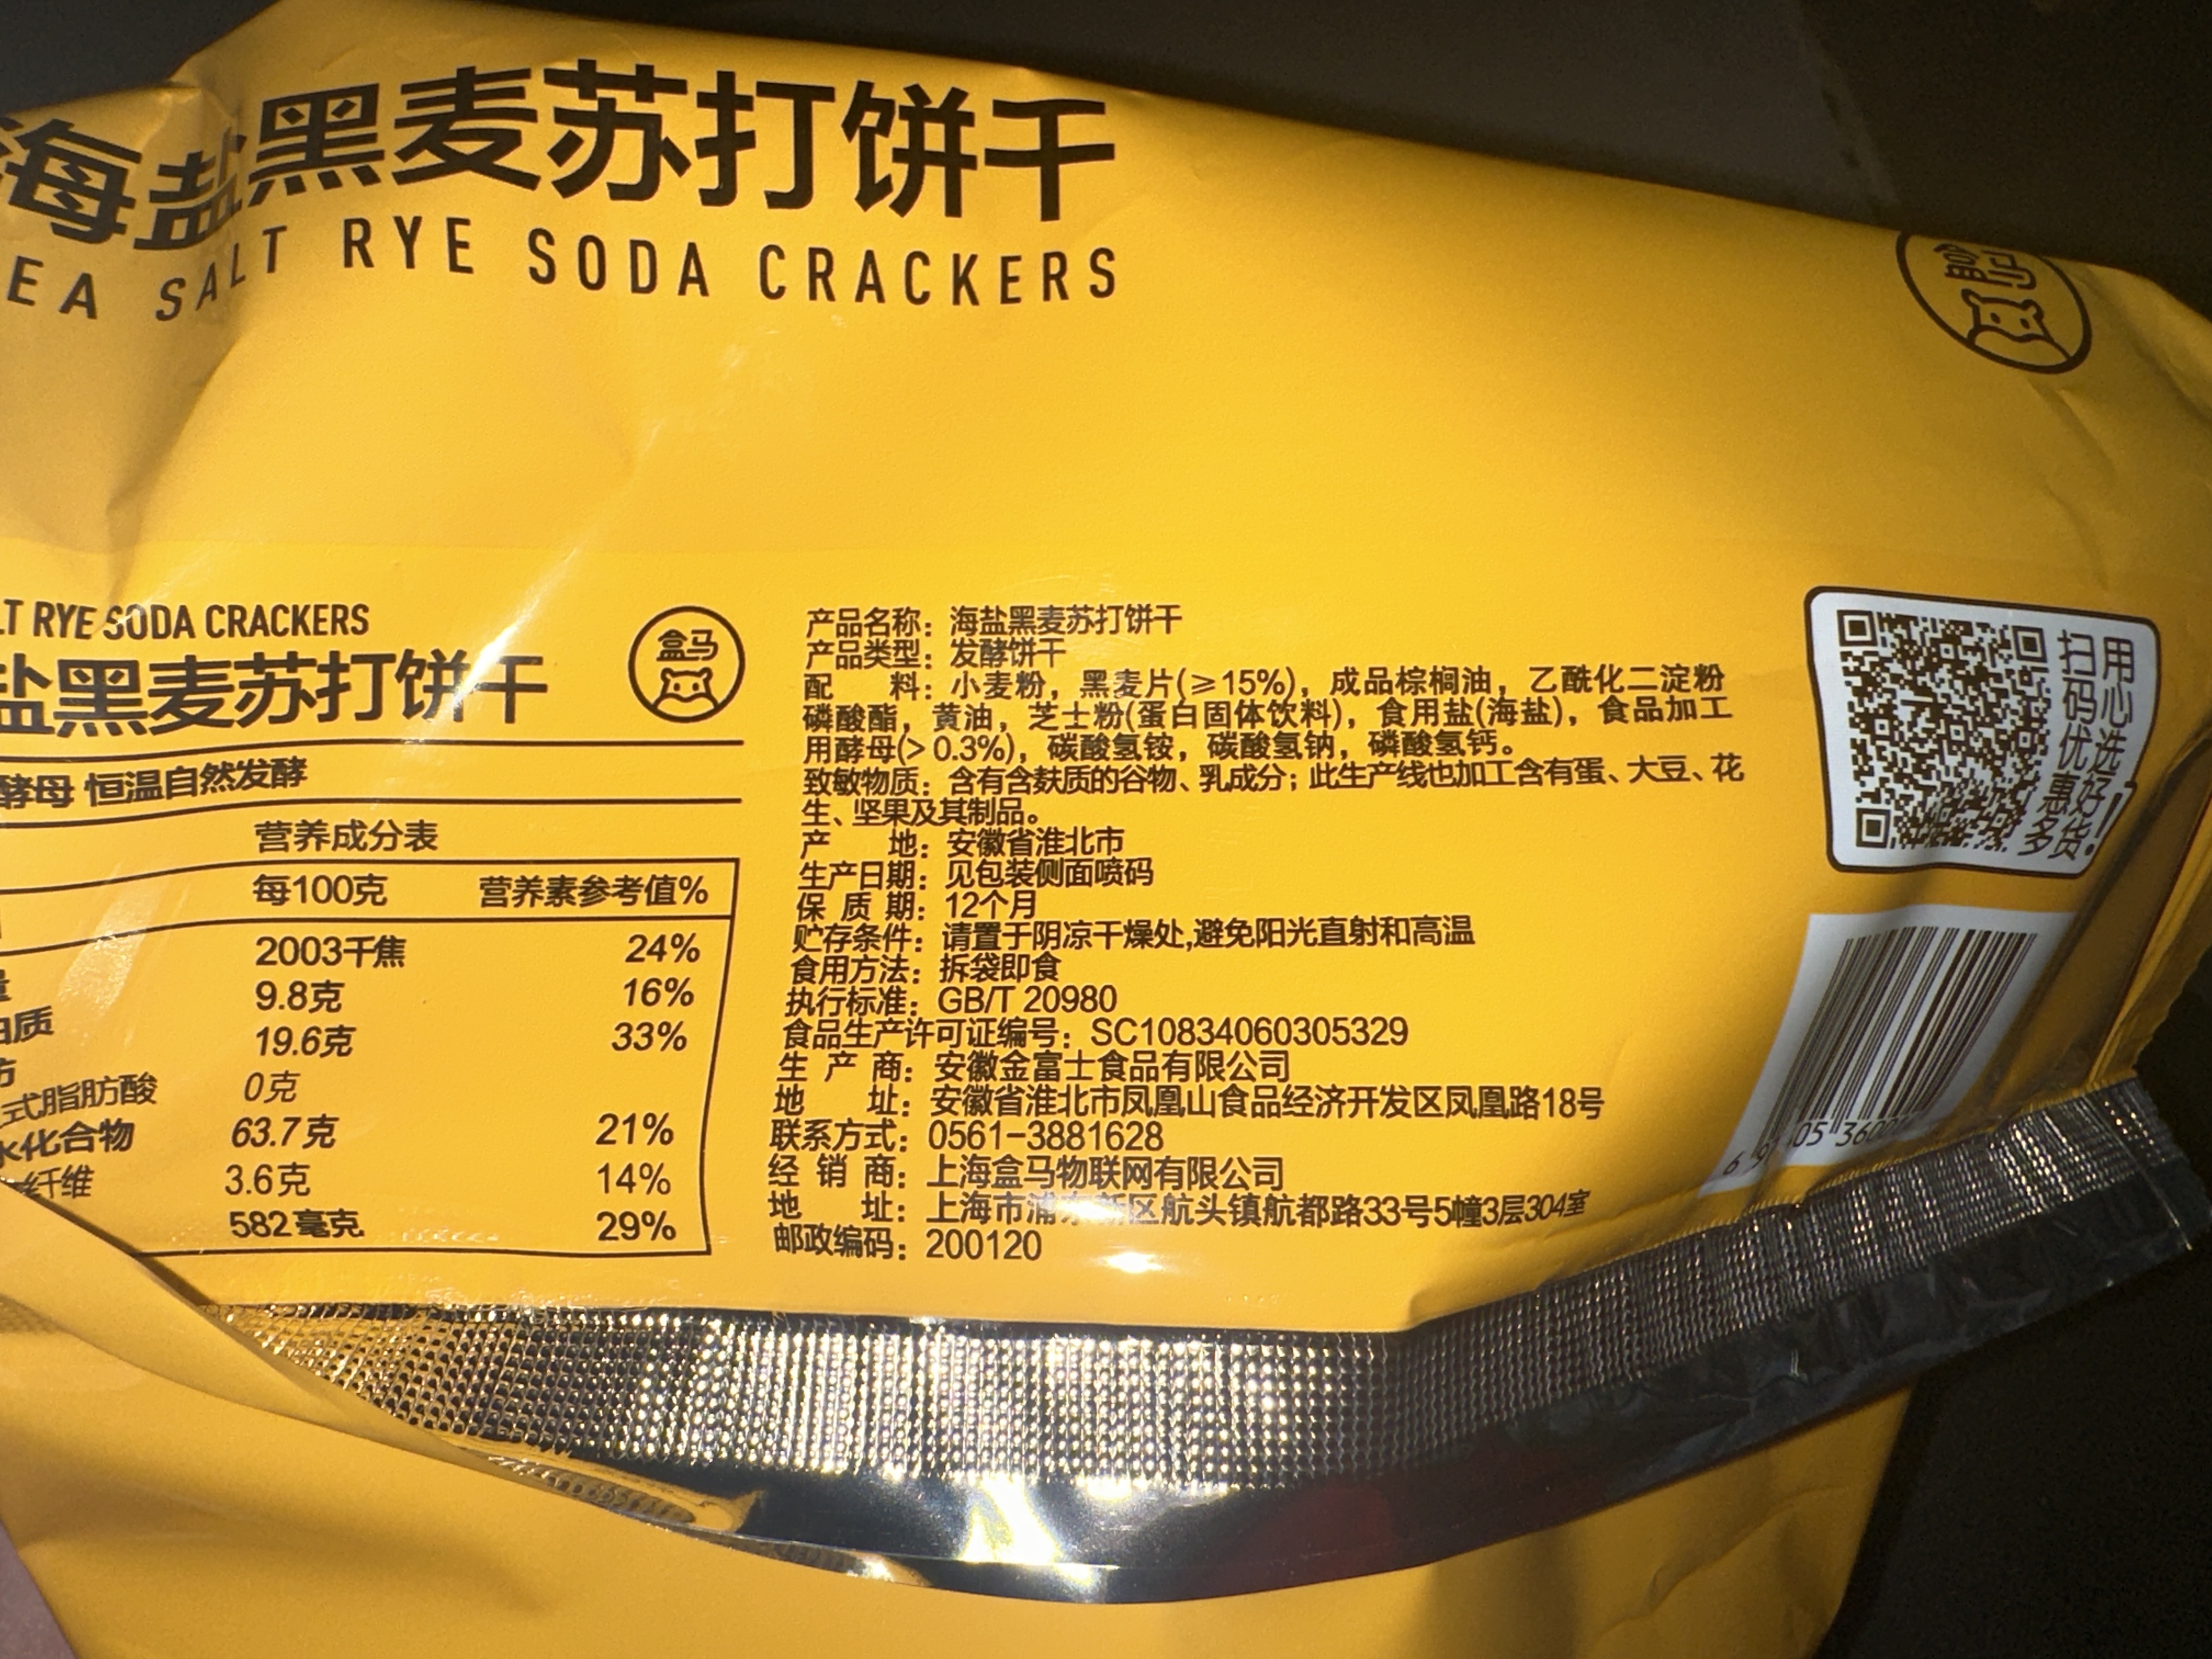 海盐黑麦苏打饼干
EA SALT RYE SODA CRACKERS
LT RYE SODA CRACKERS
盐黑麦苏打饼干
盒马
酵母 恒温自然发酵
营养成分表
每100克 营养素参考值%
2003千焦 24%
9.8克 16%
19.6克 33%
式脂肪酸 0克
水化合物 63.7克 21%
纤维 3.6克 14%
582毫克 29%
产品名称：海盐黑麦苏打饼干
产品类型：发酵饼干
配 料：小麦粉，黑麦片(≥15%)，成品棕榈油，乙酰化二淀粉
磷酸酯，黄油，芝士粉(蛋白固体饮料)，食用盐(海盐)，食品加工
用酵母(> 0.3%)，碳酸氢铵，碳酸氢钠，磷酸氢钙。
致敏物质：含有含麸质的谷物、乳成分；此生产线也加工含有蛋、大豆、花
生、坚果及其制品。
产 地：安徽省淮北市
生产日期：见包装侧面喷码
保 质 期：12个月
贮存条件：请置于阴凉干燥处,避免阳光直射和高温
食用方法：拆袋即食
执行标准：GB/T 20980
食品生产许可证编号：SC10834060305329
生 产 商：安徽金富士食品有限公司
地 址：安徽省淮北市凤凰山食品经济开发区凤凰路18号
联系方式：0561-3881628
经 销 商：上海盒马物联网有限公司
地 址：上海市浦东新区航头镇航都路33号5幢3层304室
邮政编码：200120
用心选好货!
扫码优惠多